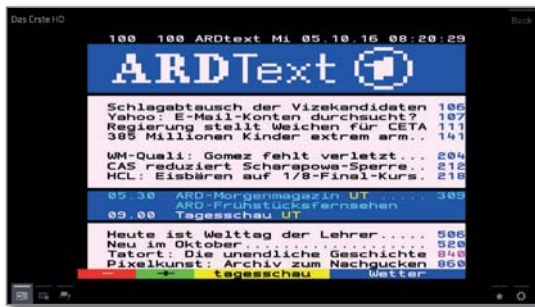 Das Erste HD
Back
100 100 ARDtext Mi 05.10.16 08:20:29
ARDText 1
Schlagabtausch der Vizekandidaten 106
Yahoo: E-Mail-Konten durchsucht? 107
Regierung stellt Weichen für CETA 111
385 Millionen Kinder extrem arm.. 141
WM-Quali: Gomez fehlt verletzt... 204
CAS reduziert Scharapowa-Sperre.. 212
HCL: Eisbären auf 1/8-Final-Kurs. 218
05.30 ARD-Morgenmagazin UT ..... 309
ARD-Frühstücksfernsehen
09.00 Tagesschau UT
Heute ist Welttag der Lehrer..... 506
Neu im Oktober................... 520
Tatort: Die unendliche Geschichte 840
Pixelkunst: Archiv zum Nachgucken 860
- + tagesschau Wetter